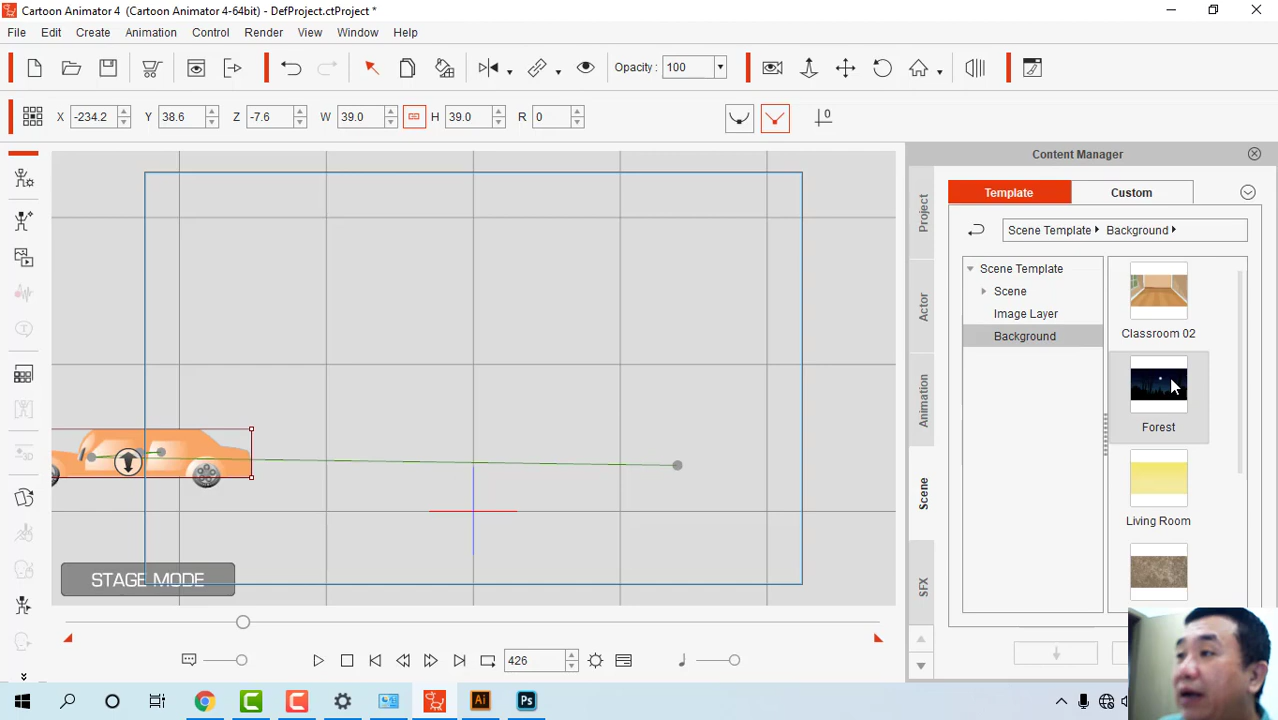 Cartoon Animator 4 (Cartoon Animator 4-64bit) - DefProject.ctProject *
File Edit Create Animation Control Render View Window Help
Opacity : 100
X -234.2 Y 38.6 Z -7.6 W 39.0 H 39.0 R 0
0
Content Manager
Template Custom
Scene Template Background
Project
Actor
Animation
Scene
SFX
Scene Template
Scene
Image Layer
Background
Classroom 02
Forest
Living Room
STAGE MODE
3D
426
Ai
Ps